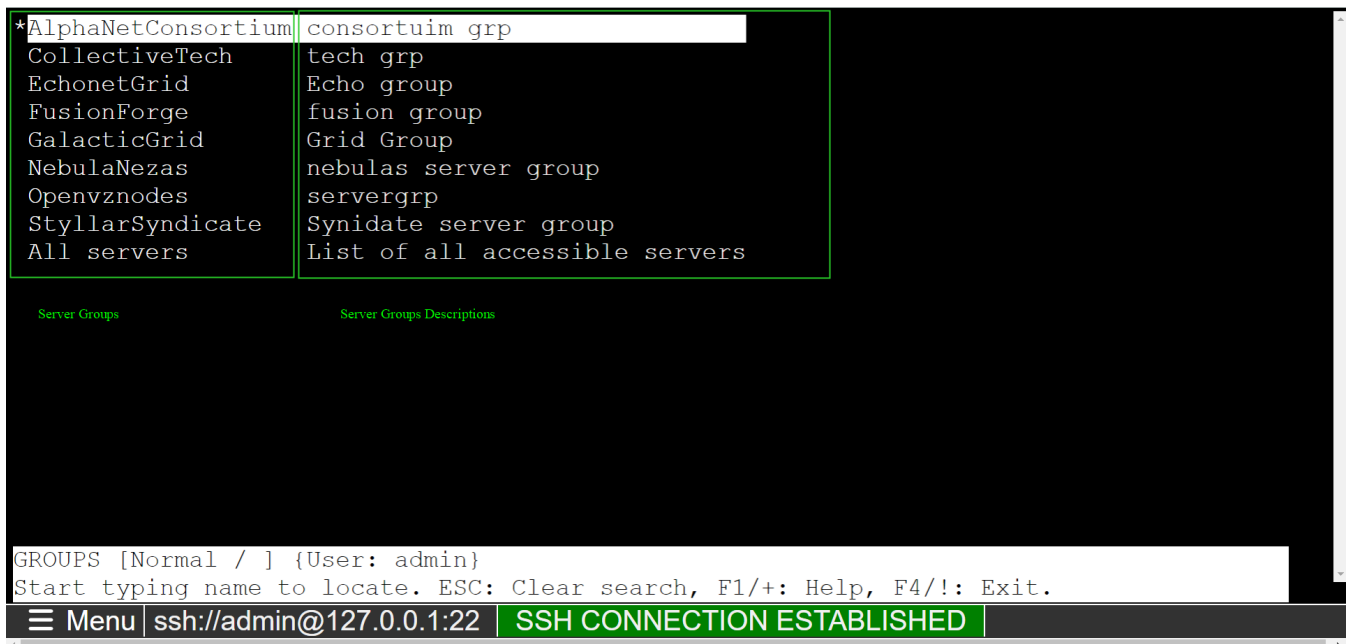 *AlphaNetConsortium consortuim grp
CollectiveTech tech grp
EchonetGrid Echo group
FusionForge fusion group
GalacticGrid Grid Group
NebulaNezas nebulas server group
Openvznodes servergrp
StyllarSyndicate Synidate server group
All servers List of all accessible servers
Server Groups Server Groups Descriptions
GROUPS [Normal / ] {User: admin}
Start typing name to locate. ESC: Clear search, F1/+: Help, F4/!: Exit.
☰ Menu ssh://admin@127.0.0.1:22 SSH CONNECTION ESTABLISHED